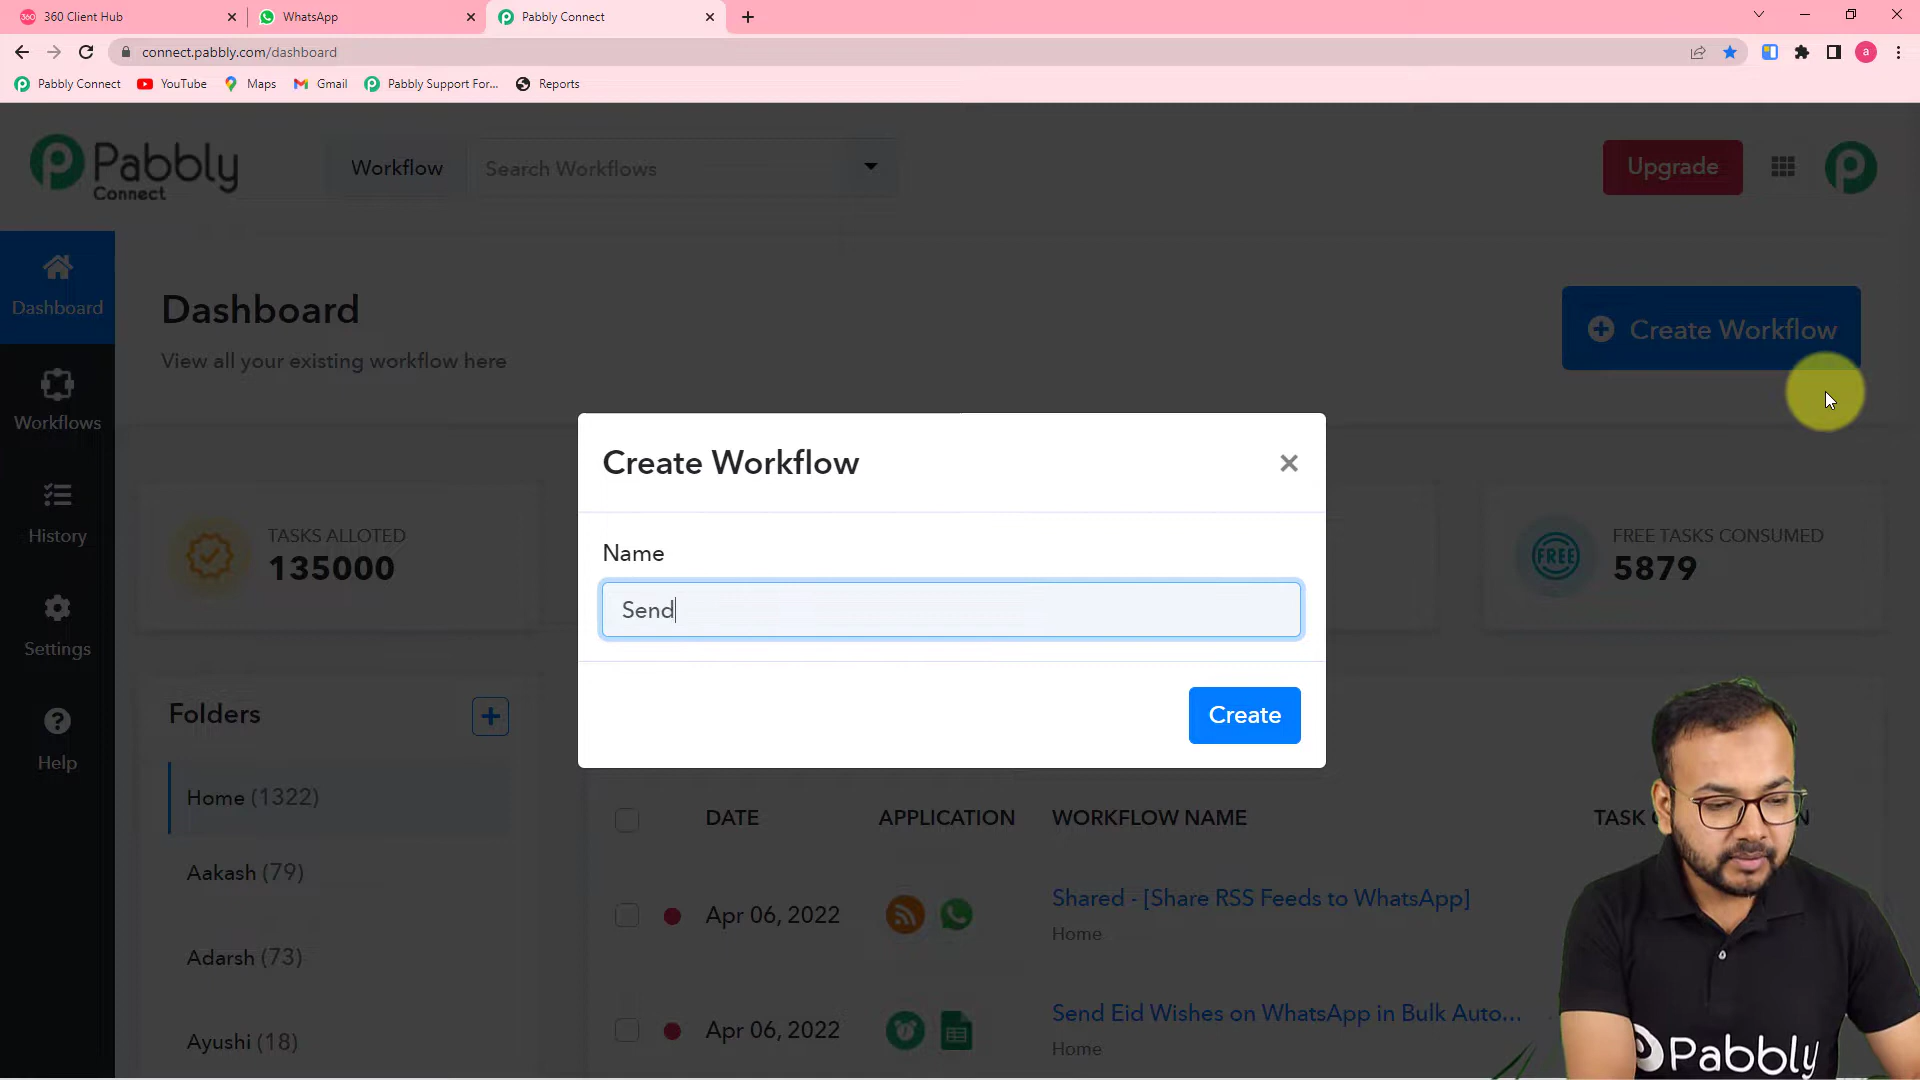 360 Client Hub
WhatsApp
Pabbly Connect
connect.pabbly.com/dashboard
a
Pabbly Connect
YouTube
Maps
Gmail
Pabbly Support For...
Reports
Pabbly
Connect
Workflow
Search Workflows
Upgrade
Dashboard
Workflows
History
Settings
Help
Dashboard
View all your existing workflow here
Create Workflow
TASKS ALLOTED
135000
FREE
FREE TASKS CONSUMED
5879
Create Workflow
Name
Send
Create
Folders
Home (1322)
Aakash (79)
Adarsh (73)
Ayushi (18)
DATE
APPLICATION
WORKFLOW NAME
Apr 06, 2022
Shared - [Share RSS Feeds to WhatsApp]
Home
Apr 06, 2022
Send Eid Wishes on WhatsApp in Bulk Auto...
Home
Pabbly